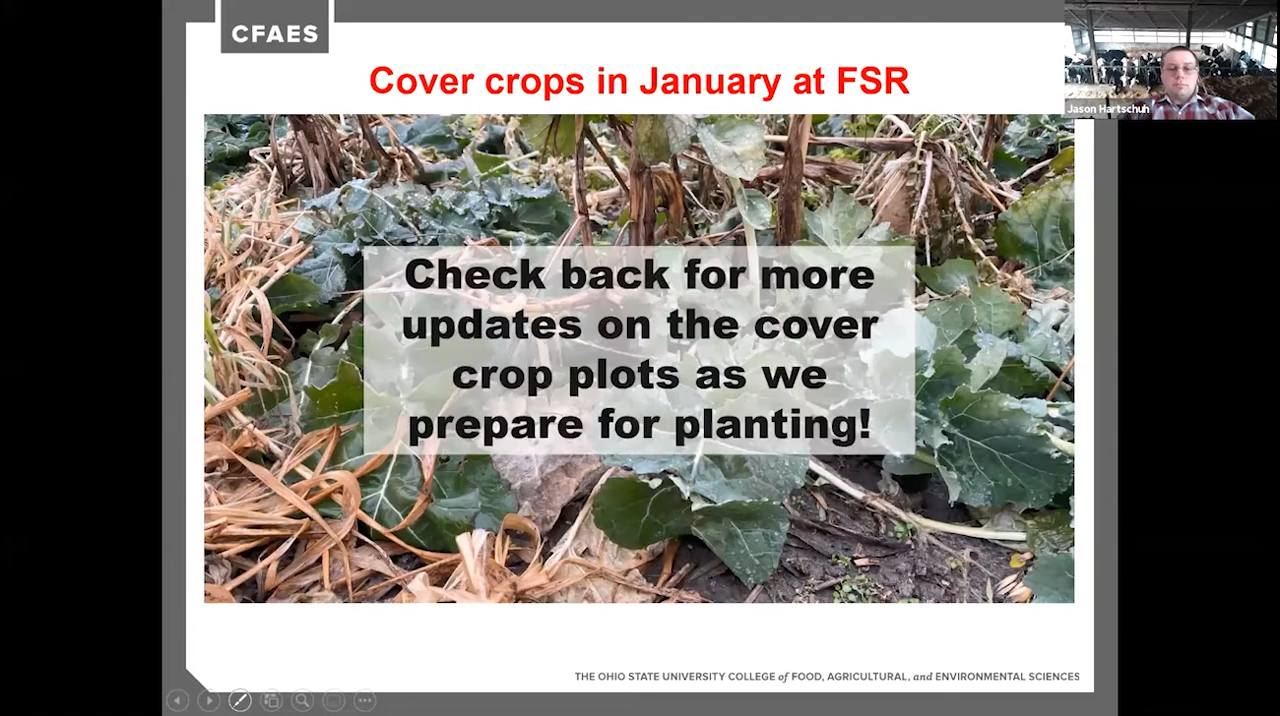 CFAES
Cover crops in January at FSR
Jason Hartschuh
Check back for more
updates on the cover
crop plots as we
prepare for planting!
THE OHIO STATE UNIVERSITY COLLEGE of FOOD, AGRICULTURAL, and ENVIRONMENTAL SCIENCES